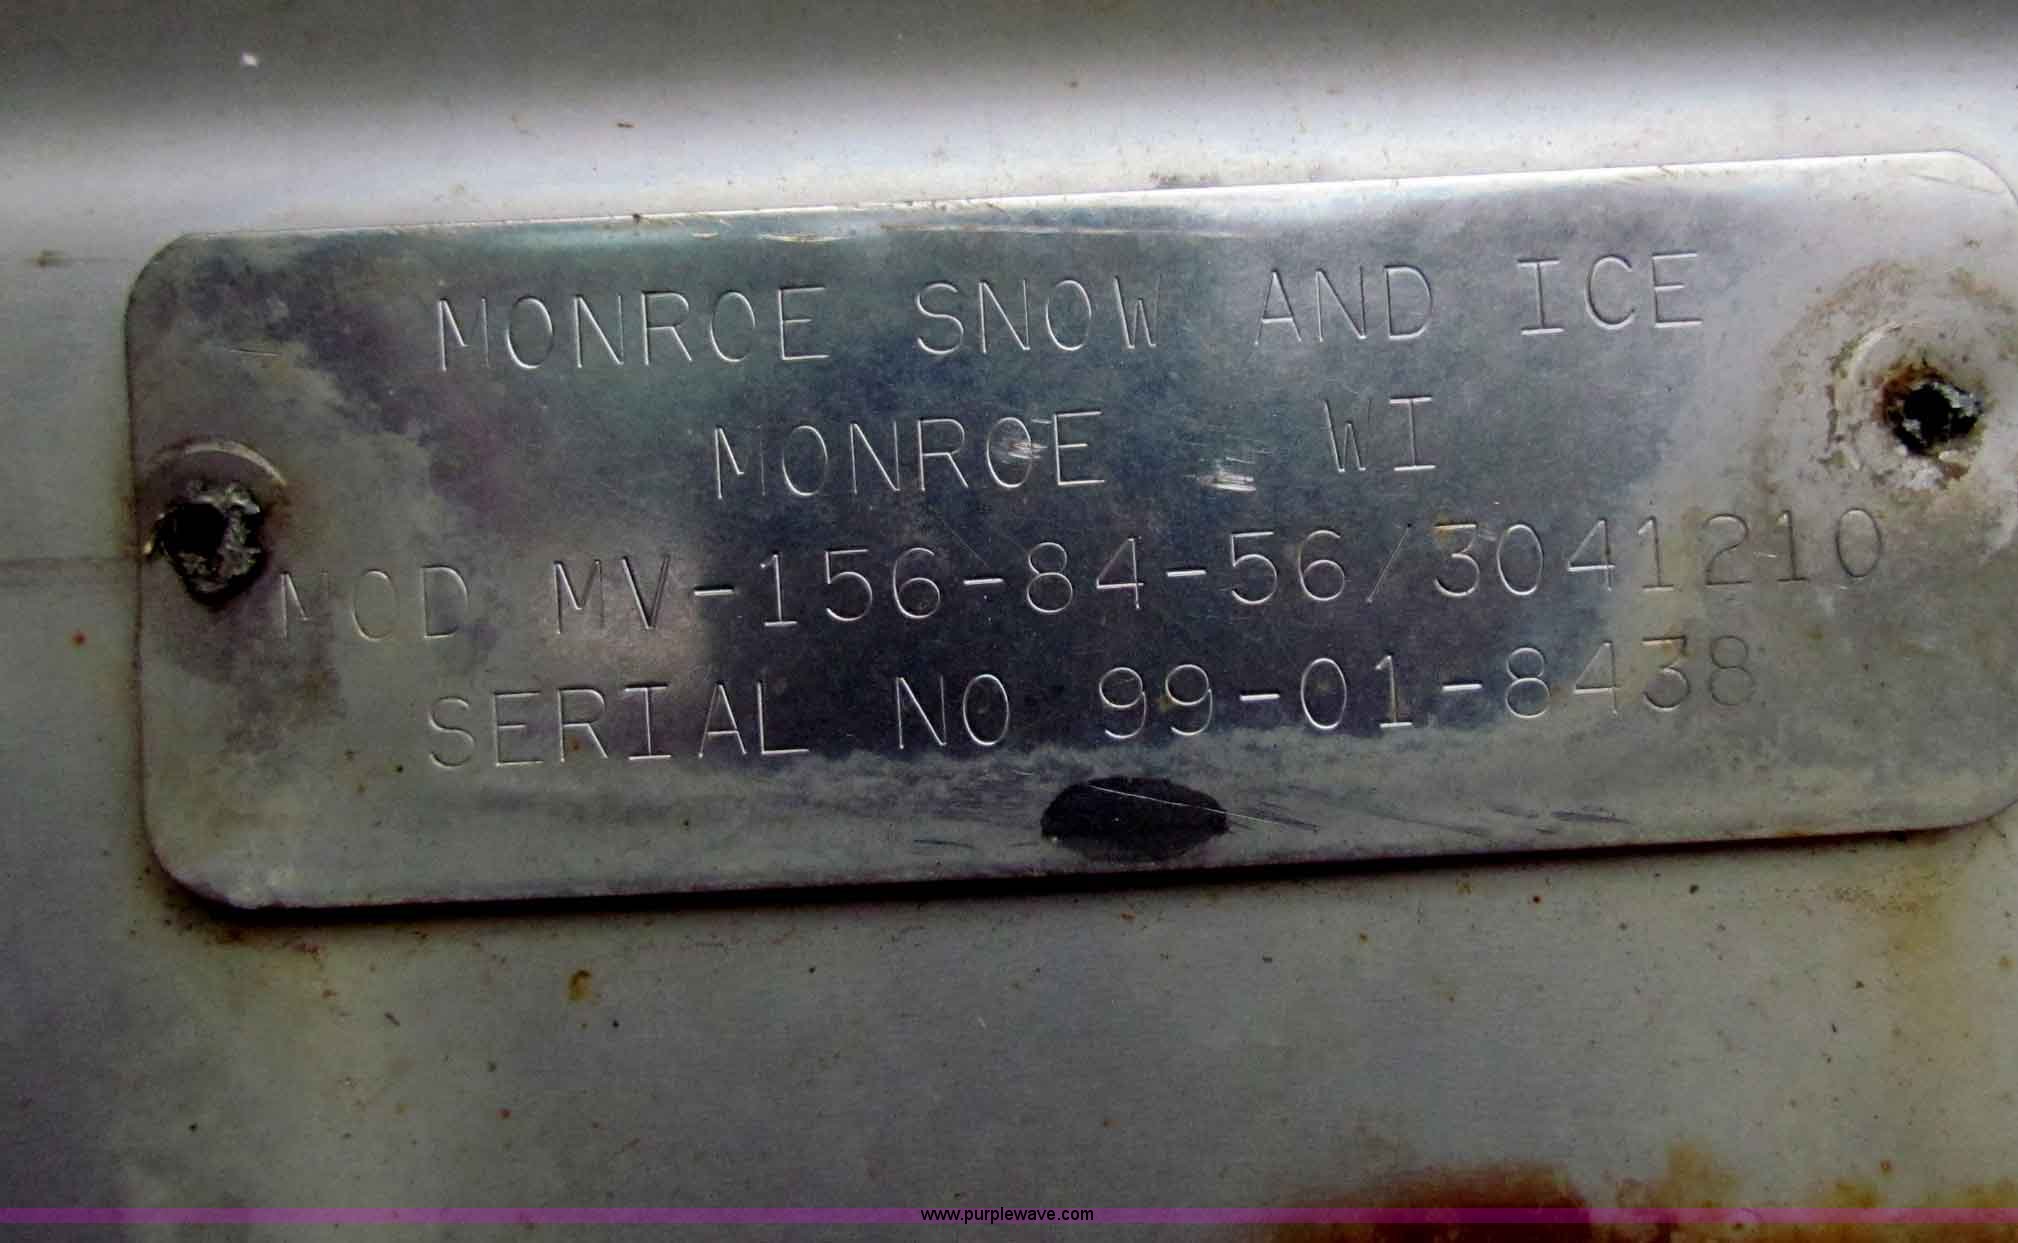 MONROE SNOW AND ICE
MONROE WI
MOD MV-156-84-56/3041210
SERIAL NO 99-01-8438
www.purplewave.com